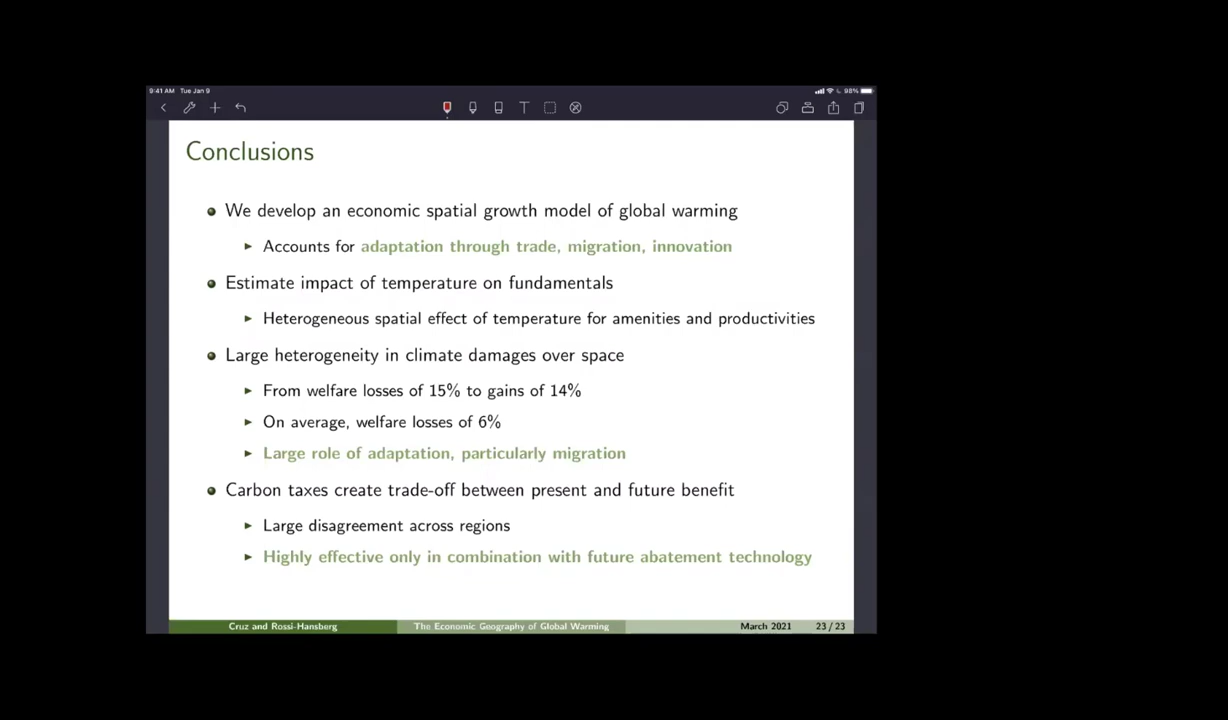 9:41 AM Tue Jan 9
98%
T
Conclusions
We develop an economic spatial growth model of global warming
Accounts for adaptation through trade, migration, innovation
Estimate impact of temperature on fundamentals
Heterogeneous spatial effect of temperature for amenities and productivities
Large heterogeneity in climate damages over space
From welfare losses of 15% to gains of 14%
On average, welfare losses of 6%
Large role of adaptation, particularly migration
Carbon taxes create trade-off between present and future benefit
Large disagreement across regions
Highly effective only in combination with future abatement technology
Cruz and Rossi-Hansberg The Economic Geography of Global Warming March 2021 23 / 23